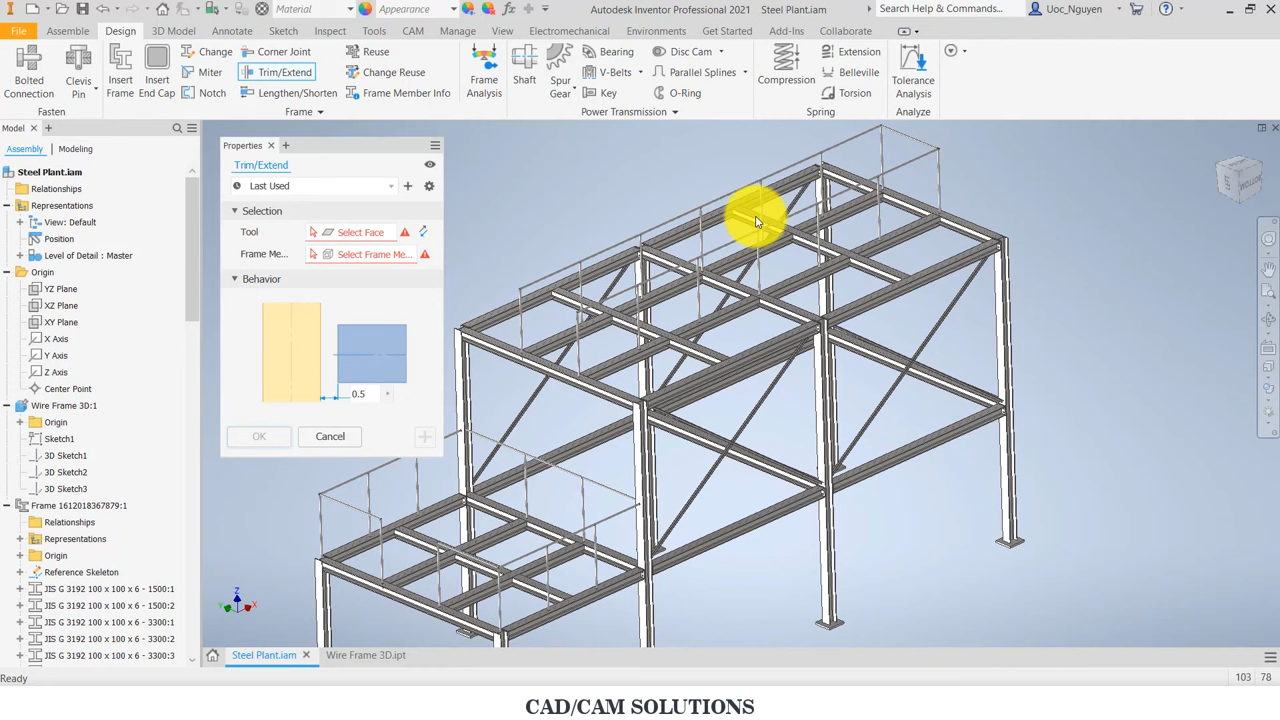 Material
Appearance
Autodesk Inventor Professional 2021 Steel Plant.iam
Search Help & Commands...
Uoc_Nguyen
File
Assemble
Design
3D Model
Annotate
Sketch
Inspect
Tools
CAM
Manage
View
Electromechanical
Environments
Get Started
Add-Ins
Collaborate
Bolted Connection
Clevis Pin
Fasten
Insert Frame
Insert End Cap
Change
Miter
Notch
Corner Joint
Trim/Extend
Lengthen/Shorten
Reuse
Change Reuse
Frame Member Info
Frame
Frame Analysis
Shaft
Spur Gear
Bearing
V-Belts
Key
Disc Cam
Parallel Splines
O-Ring
Power Transmission
Compression
Extension
Belleville
Torsion
Spring
Tolerance Analysis
Analyze
Model
Assembly
Modeling
Steel Plant.iam
Relationships
Representations
View: Default
Position
Level of Detail : Master
Origin
YZ Plane
XZ Plane
XY Plane
X Axis
Y Axis
Z Axis
Center Point
Wire Frame 3D:1
Origin
Sketch1
3D Sketch1
3D Sketch2
3D Sketch3
Frame 1612018367879:1
Relationships
Representations
Origin
Reference Skeleton
JIS G 3192 100 x 100 x 6 - 1500:1
JIS G 3192 100 x 100 x 6 - 1500:2
JIS G 3192 100 x 100 x 6 - 3300:1
JIS G 3192 100 x 100 x 6 - 3300:2
JIS G 3192 100 x 100 x 6 - 3300:3
Properties
Trim/Extend
Last Used
Selection
Tool
Select Face
Frame Me...
Select Frame Me...
Behavior
0.5
OK
Cancel
Z
Y
X
Steel Plant.iam
Wire Frame 3D.ipt
Ready
103 78
CAD/CAM SOLUTIONS